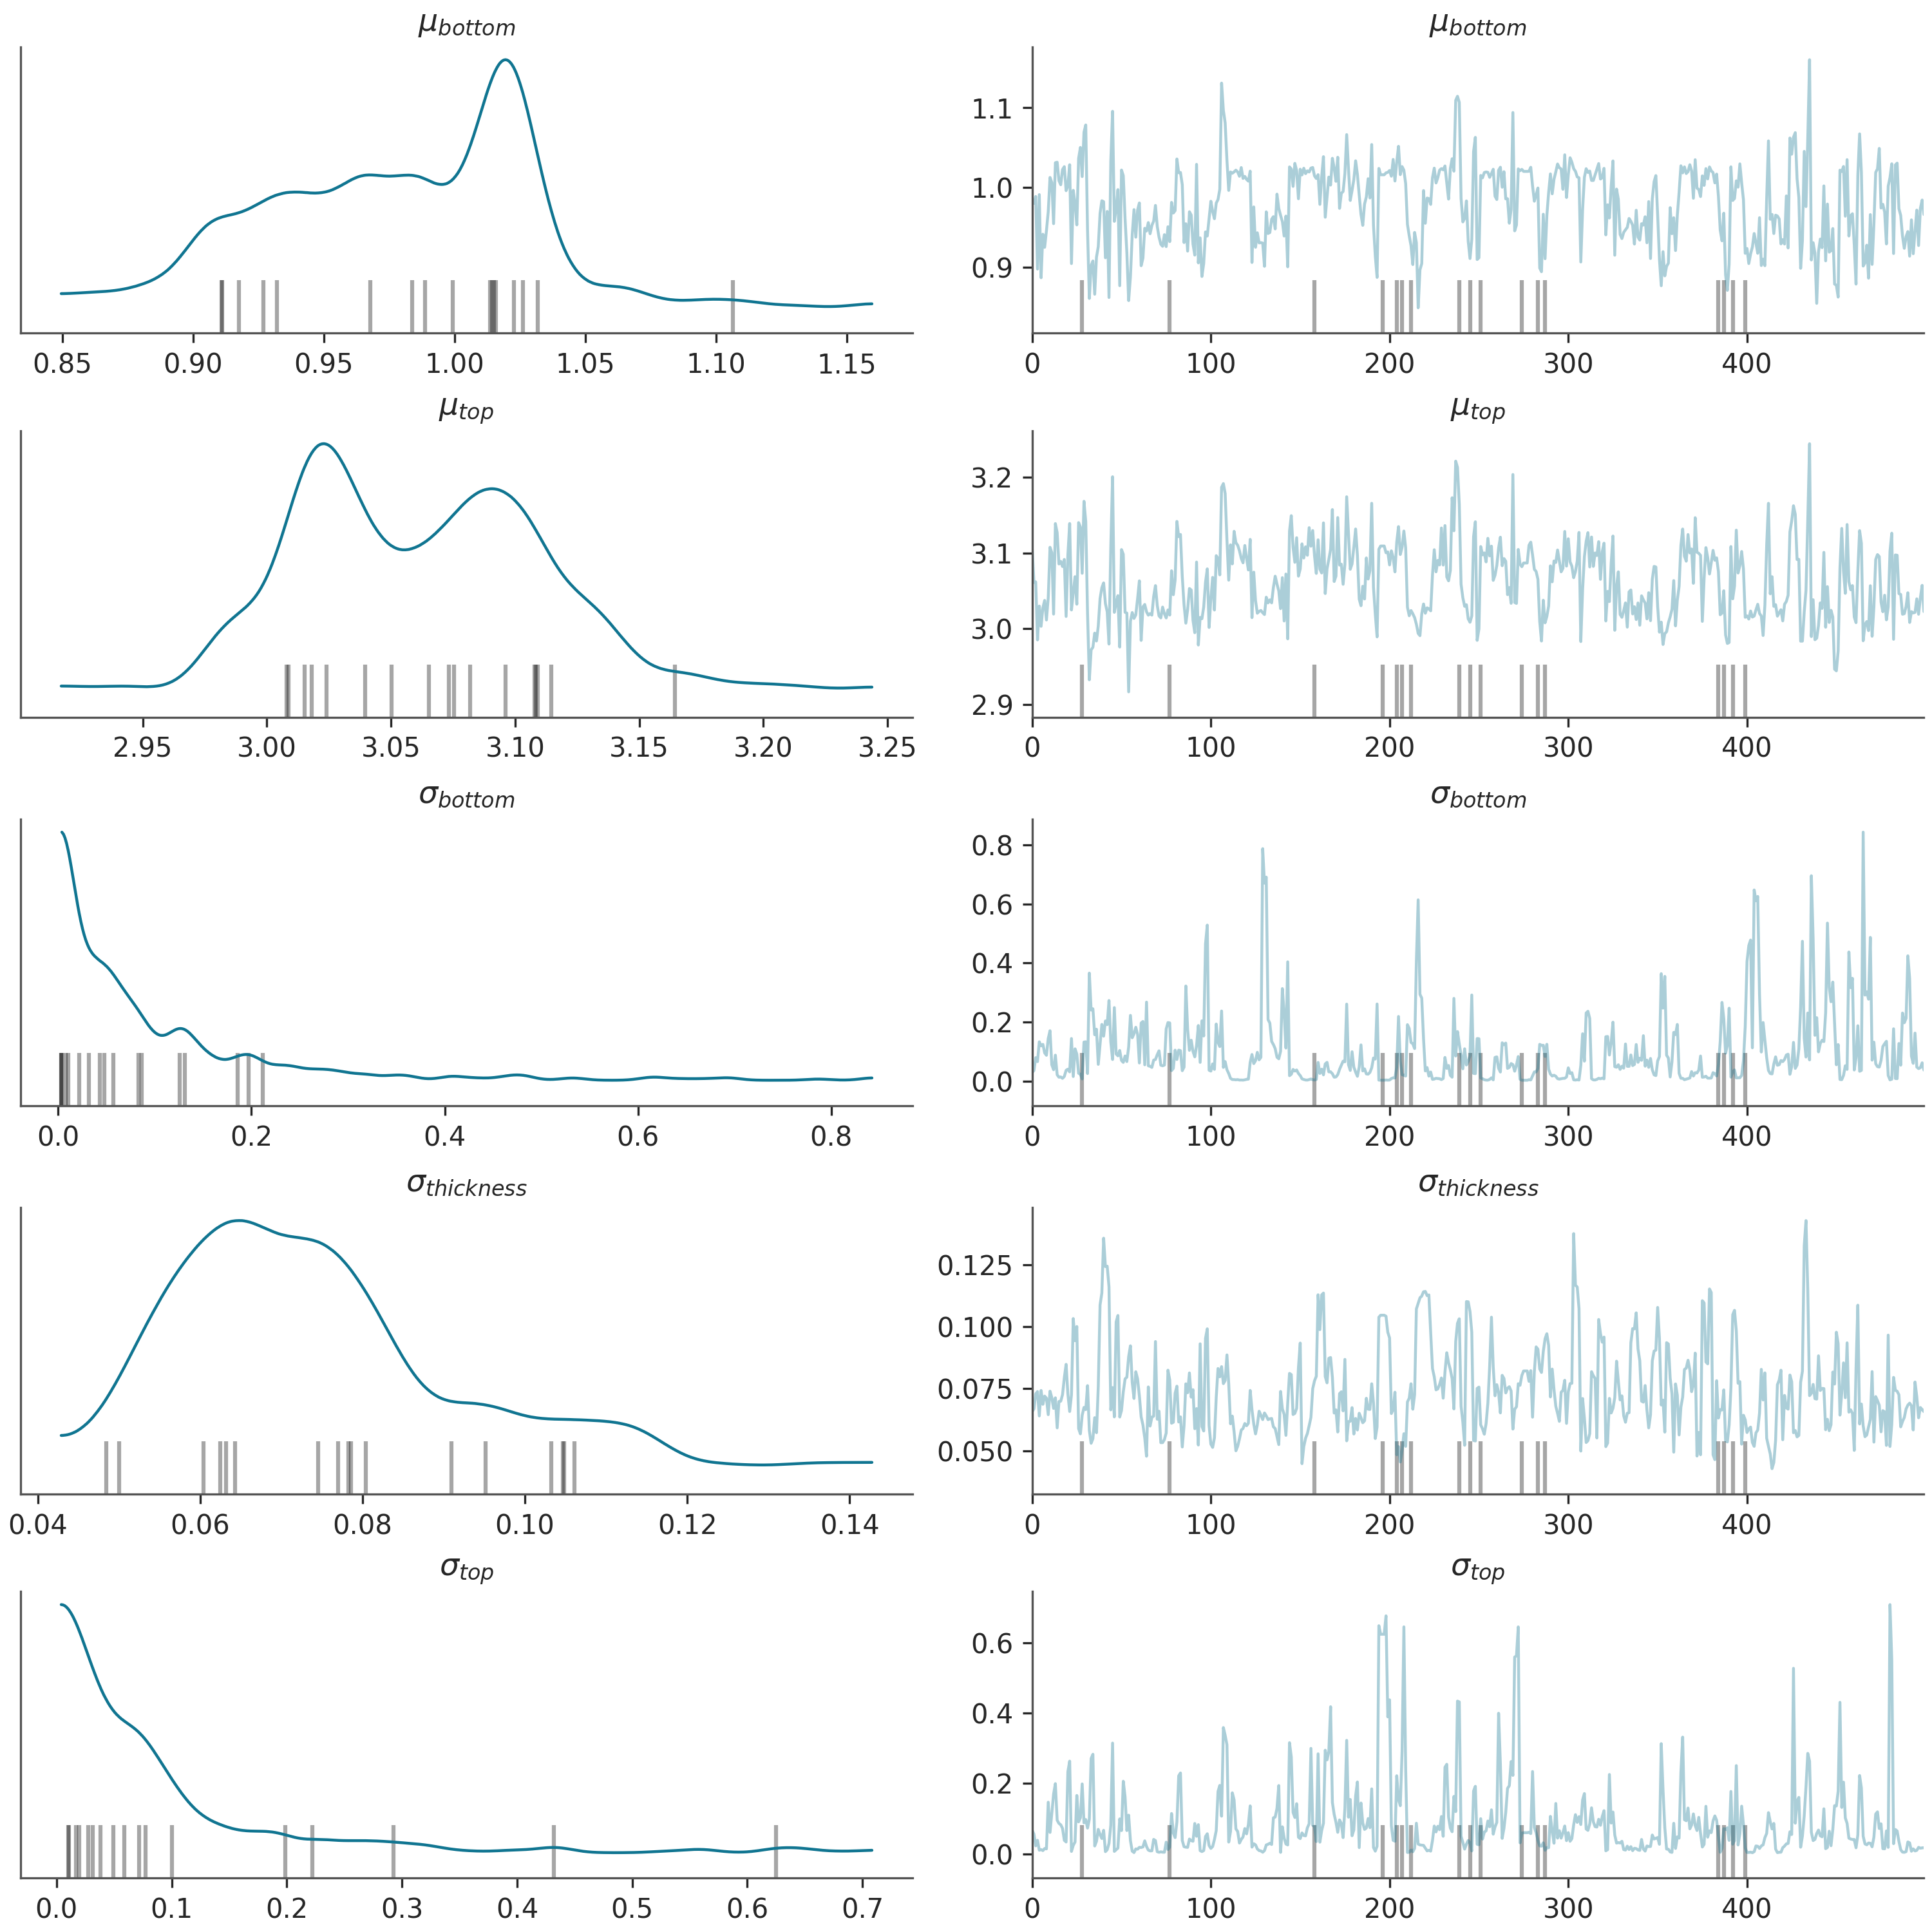 μbottom μbottom
1.1
1.0
0.9
0.85 0.90 0.95 1.00 1.05 1.10 1.15 0 100 200 300 400
μtop μtop
3.2
3.1
3.0
2.9
2.95 3.00 3.05 3.10 3.15 3.20 3.25 0 100 200 300 400
σbottom σbottom
0.8
0.6
0.4
0.2
0.0
0.0 0.2 0.4 0.6 0.8 0 100 200 300 400
σthickness σthickness
0.125
0.100
0.075
0.050
0.04 0.06 0.08 0.10 0.12 0.14 0 100 200 300 400
σtop σtop
0.6
0.4
0.2
0.0
0.0 0.1 0.2 0.3 0.4 0.5 0.6 0.7 0 100 200 300 400